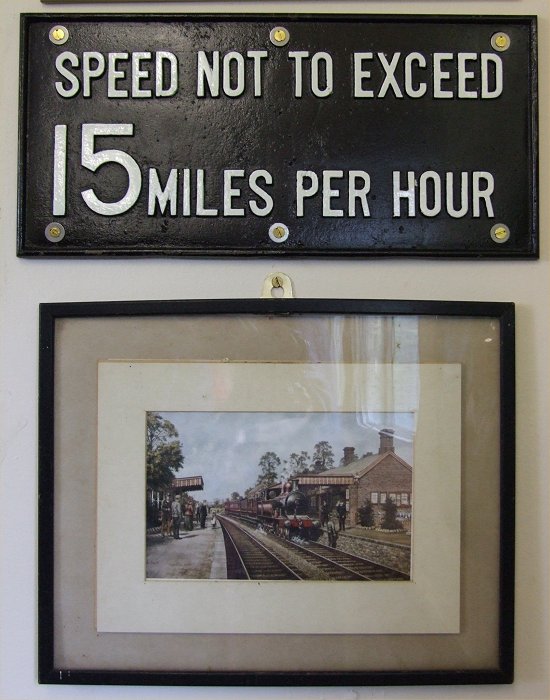 SPEED NOT TO EXCEED
15 MILES PER HOUR